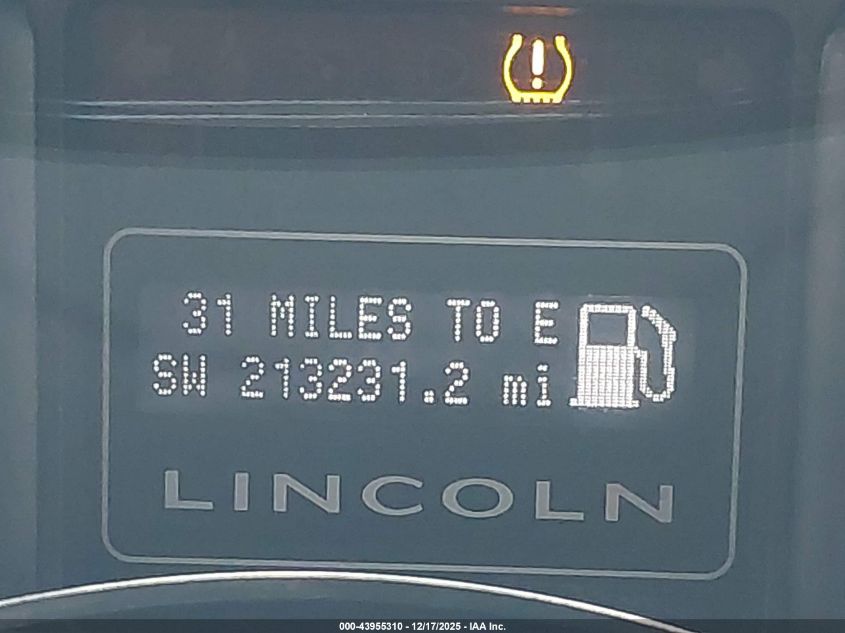 31 MILES TO E
SW 213231.2 mi
LINCOLN
000-43955310 - 12/17/2025 - IAA Inc.